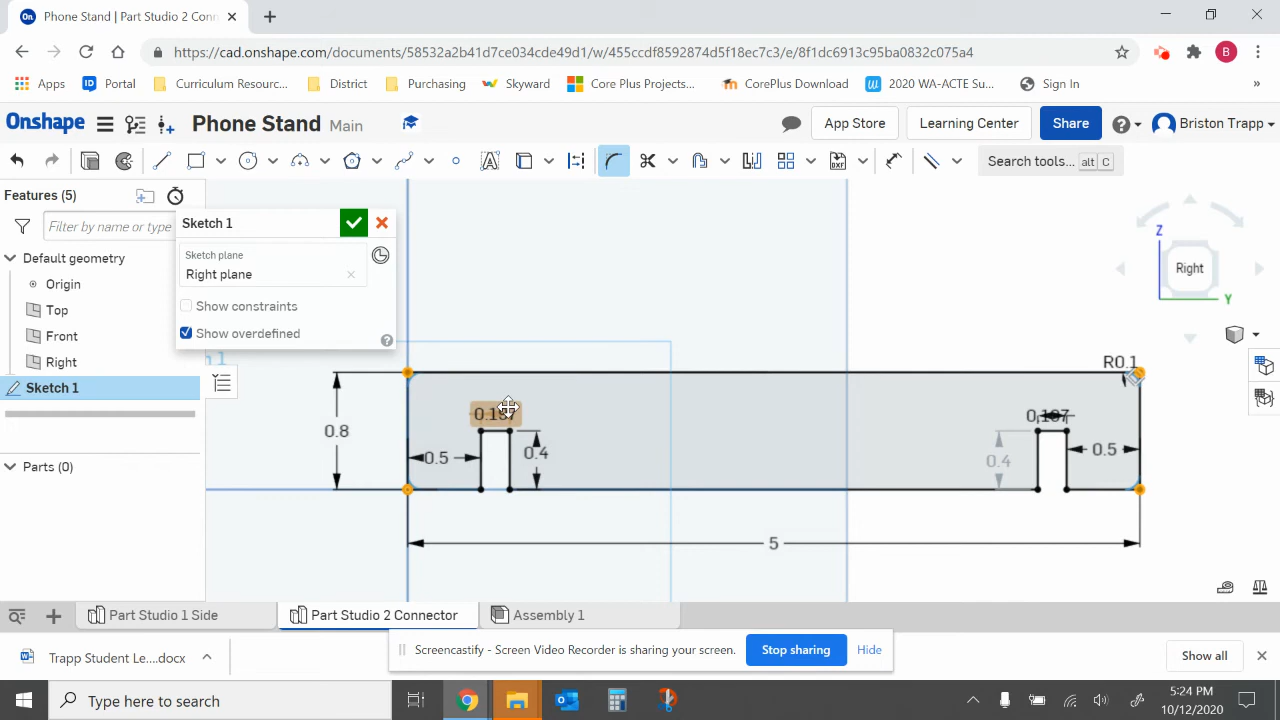 Phone Stand | Part Studio 2 Conn
https://cad.onshape.com/documents/58532a2b41d7ce034cde49d1/w/455ccdf8592874d5f18ec7c3/e/8f1dc6913c95ba0832c075a4
B
Apps
Portal
Curriculum Resourc...
District
Purchasing
Skyward
Core Plus Projects...
CorePlus Download
2020 WA-ACTE Su...
Sign In
»
Onshape
Phone Stand Main
App Store
Learning Center
Share
Briston Trapp
Search tools... alt C
Features (5)
Filter by name or type
Default geometry
Origin
Top
Front
Right
Sketch 1
Parts (0)
Sketch 1
Sketch plane
Right plane
Show constraints
Show overdefined
Z
Right
Y
R0.1
0.187
0.187
0.8
0.5
0.4
0.4
0.5
5
Part Studio 1 Side
Part Studio 2 Connector
Assembly 1
Trapp Student Le....docx
Screencastify - Screen Video Recorder is sharing your screen.
Stop sharing
Hide
Show all
Type here to search
5:24 PM
10/12/2020